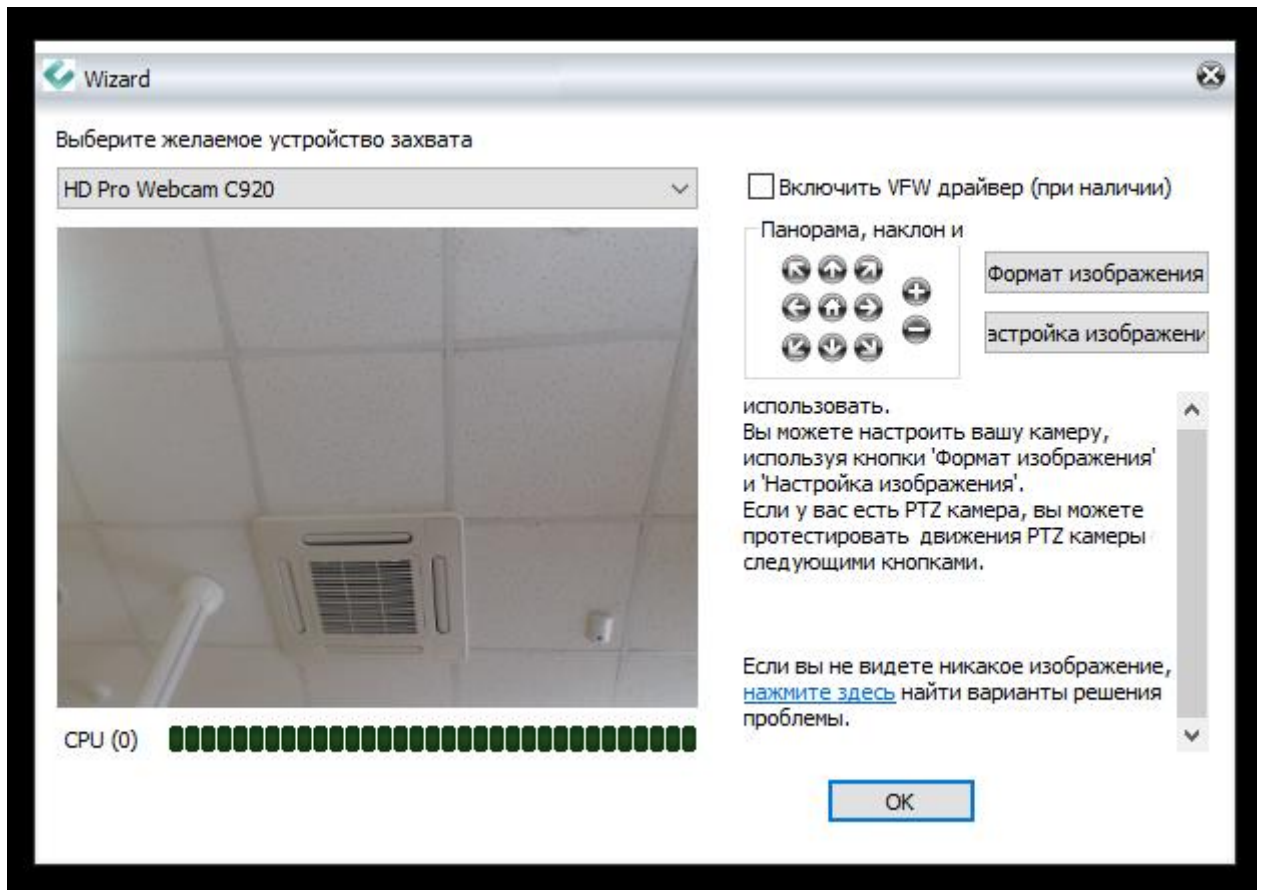 Wizard
Выберите желаемое устройство захвата
HD Pro Webcam C920
Включить VFW драйвер (при наличии)
Панорама, наклон и
Формат изображения
астройка изображени
использовать.
Вы можете настроить вашу камеру,
используя кнопки 'Формат изображения'
и 'Настройка изображения'.
Если у вас есть PTZ камера, вы можете
протестировать движения PTZ камеры
следующими кнопками.
Если вы не видете никакое изображение,
нажмите здесь найти варианты решения
проблемы.
CPU (0)
OK